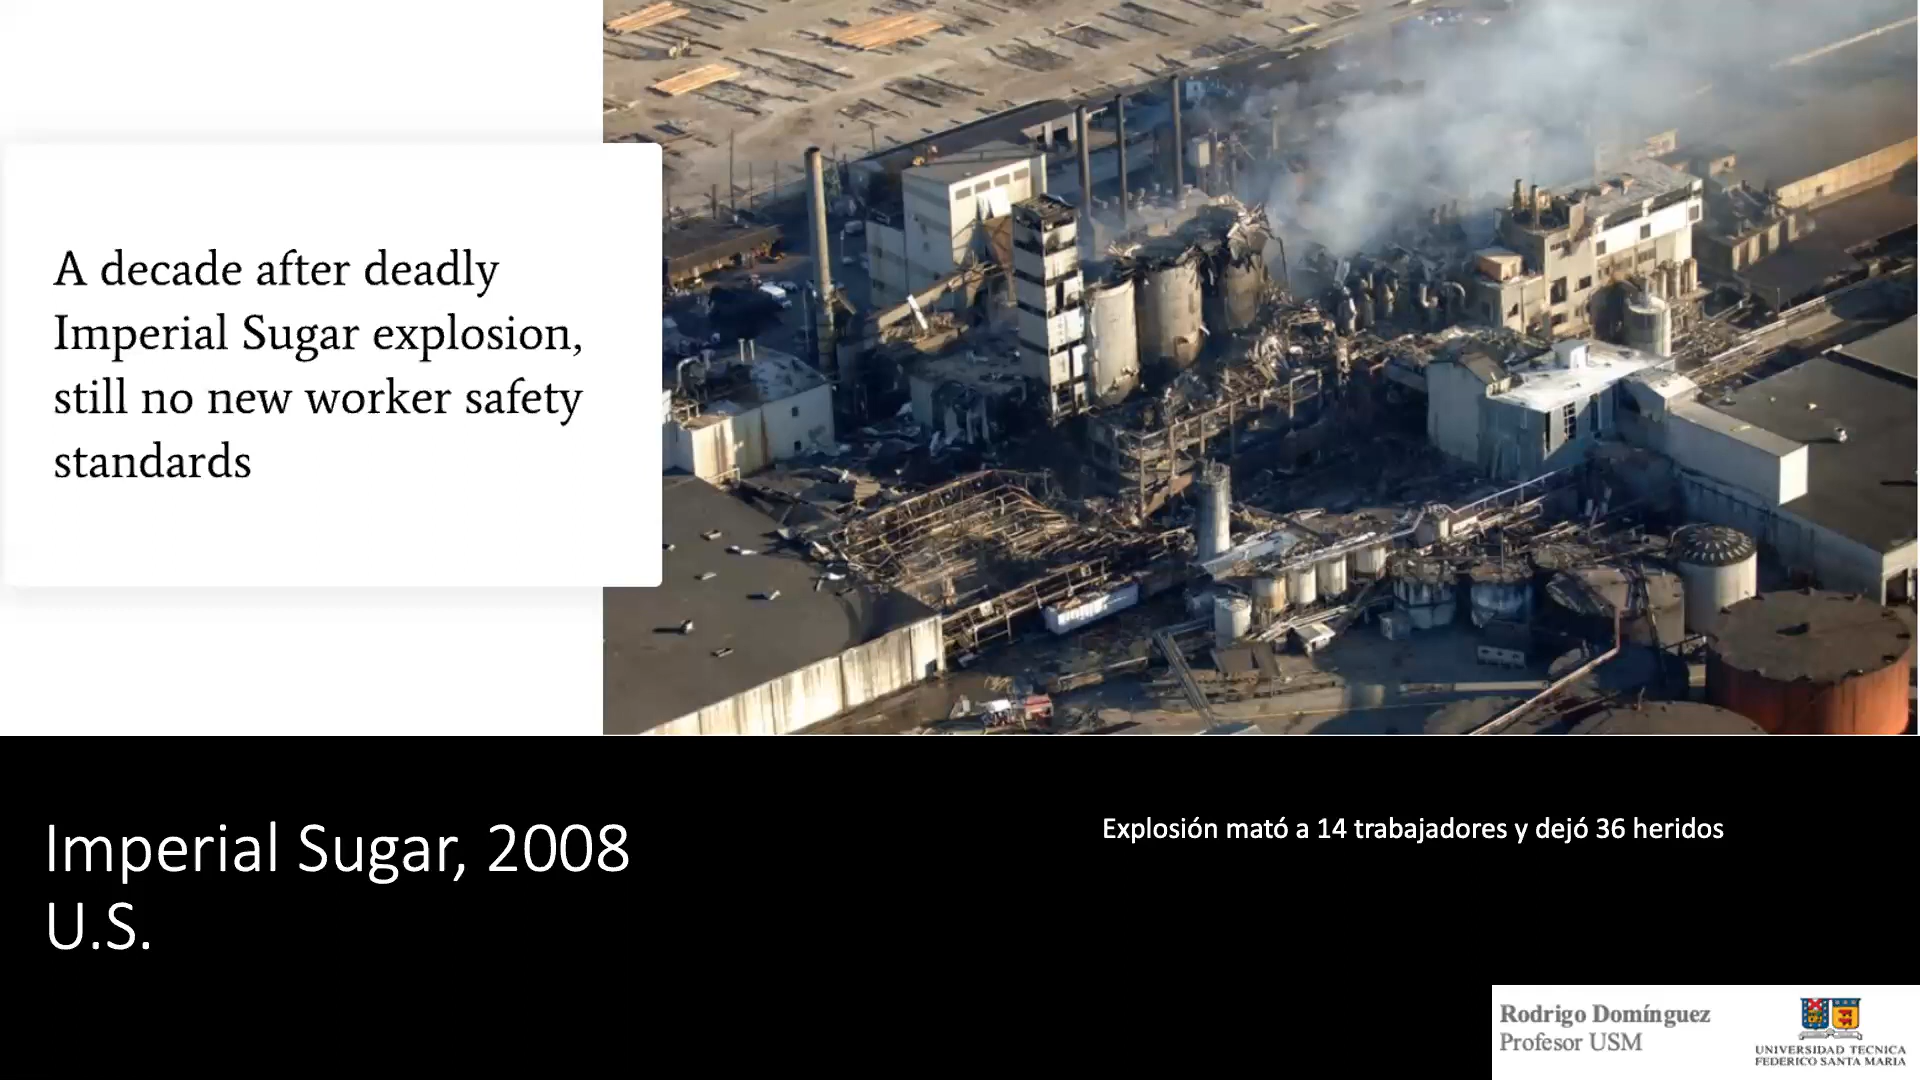 A decade after deadly
Imperial Sugar explosion,
still no new worker safety
standards
Imperial Sugar, 2008
U.S.
Explosión mató a 14 trabajadores y dejó 36 heridos
Rodrigo Domínguez
Profesor USM
UNIVERSIDAD TECNICA
FEDERICO SANTA MARIA